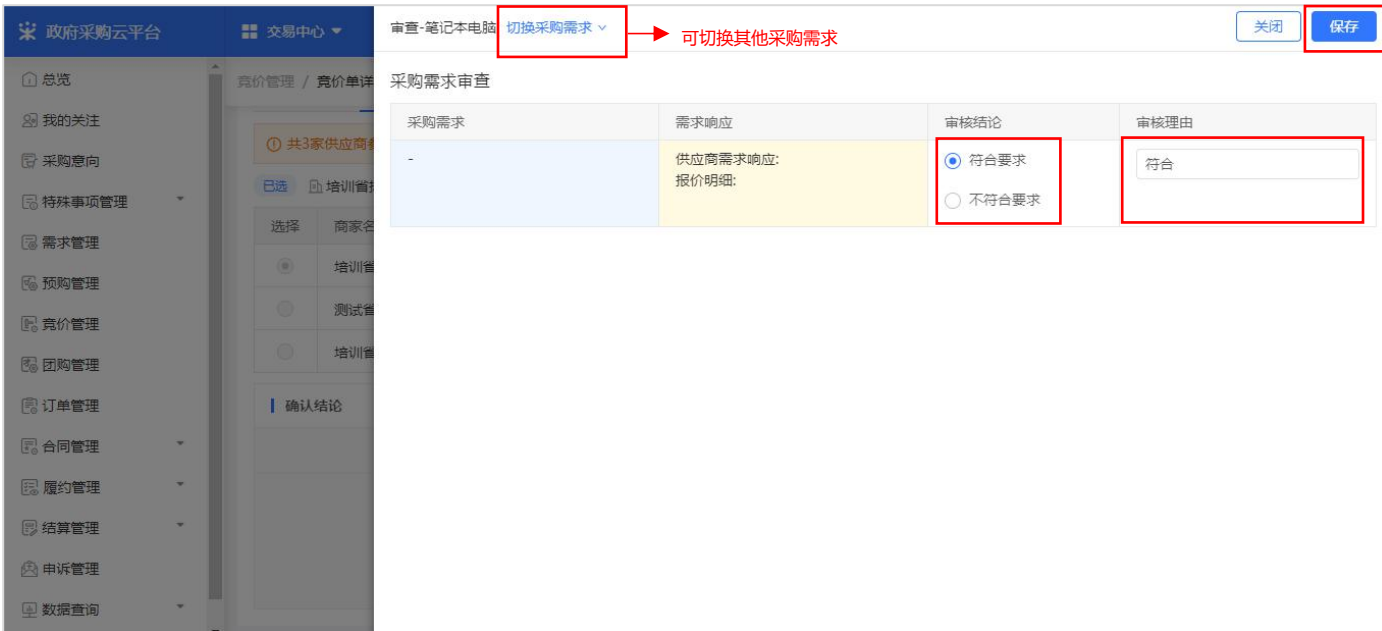 政府采购云平台
交易中心
审查-笔记本电脑 切换采购需求
可切换其他采购需求
关闭
保存
总览
我的关注
采购意向
特殊事项管理
需求管理
预购管理
竞价管理
团购管理
订单管理
合同管理
履约管理
结算管理
申诉管理
数据查询
竞价管理 / 竞价单详
共3家供应商
已选 培训省
选择 商家名
培训省
测试省
培训省
确认结论
采购需求审查
采购需求 需求响应 审核结论 审核理由
- 供应商需求响应: 符合要求 符合
报价明细:
不符合要求